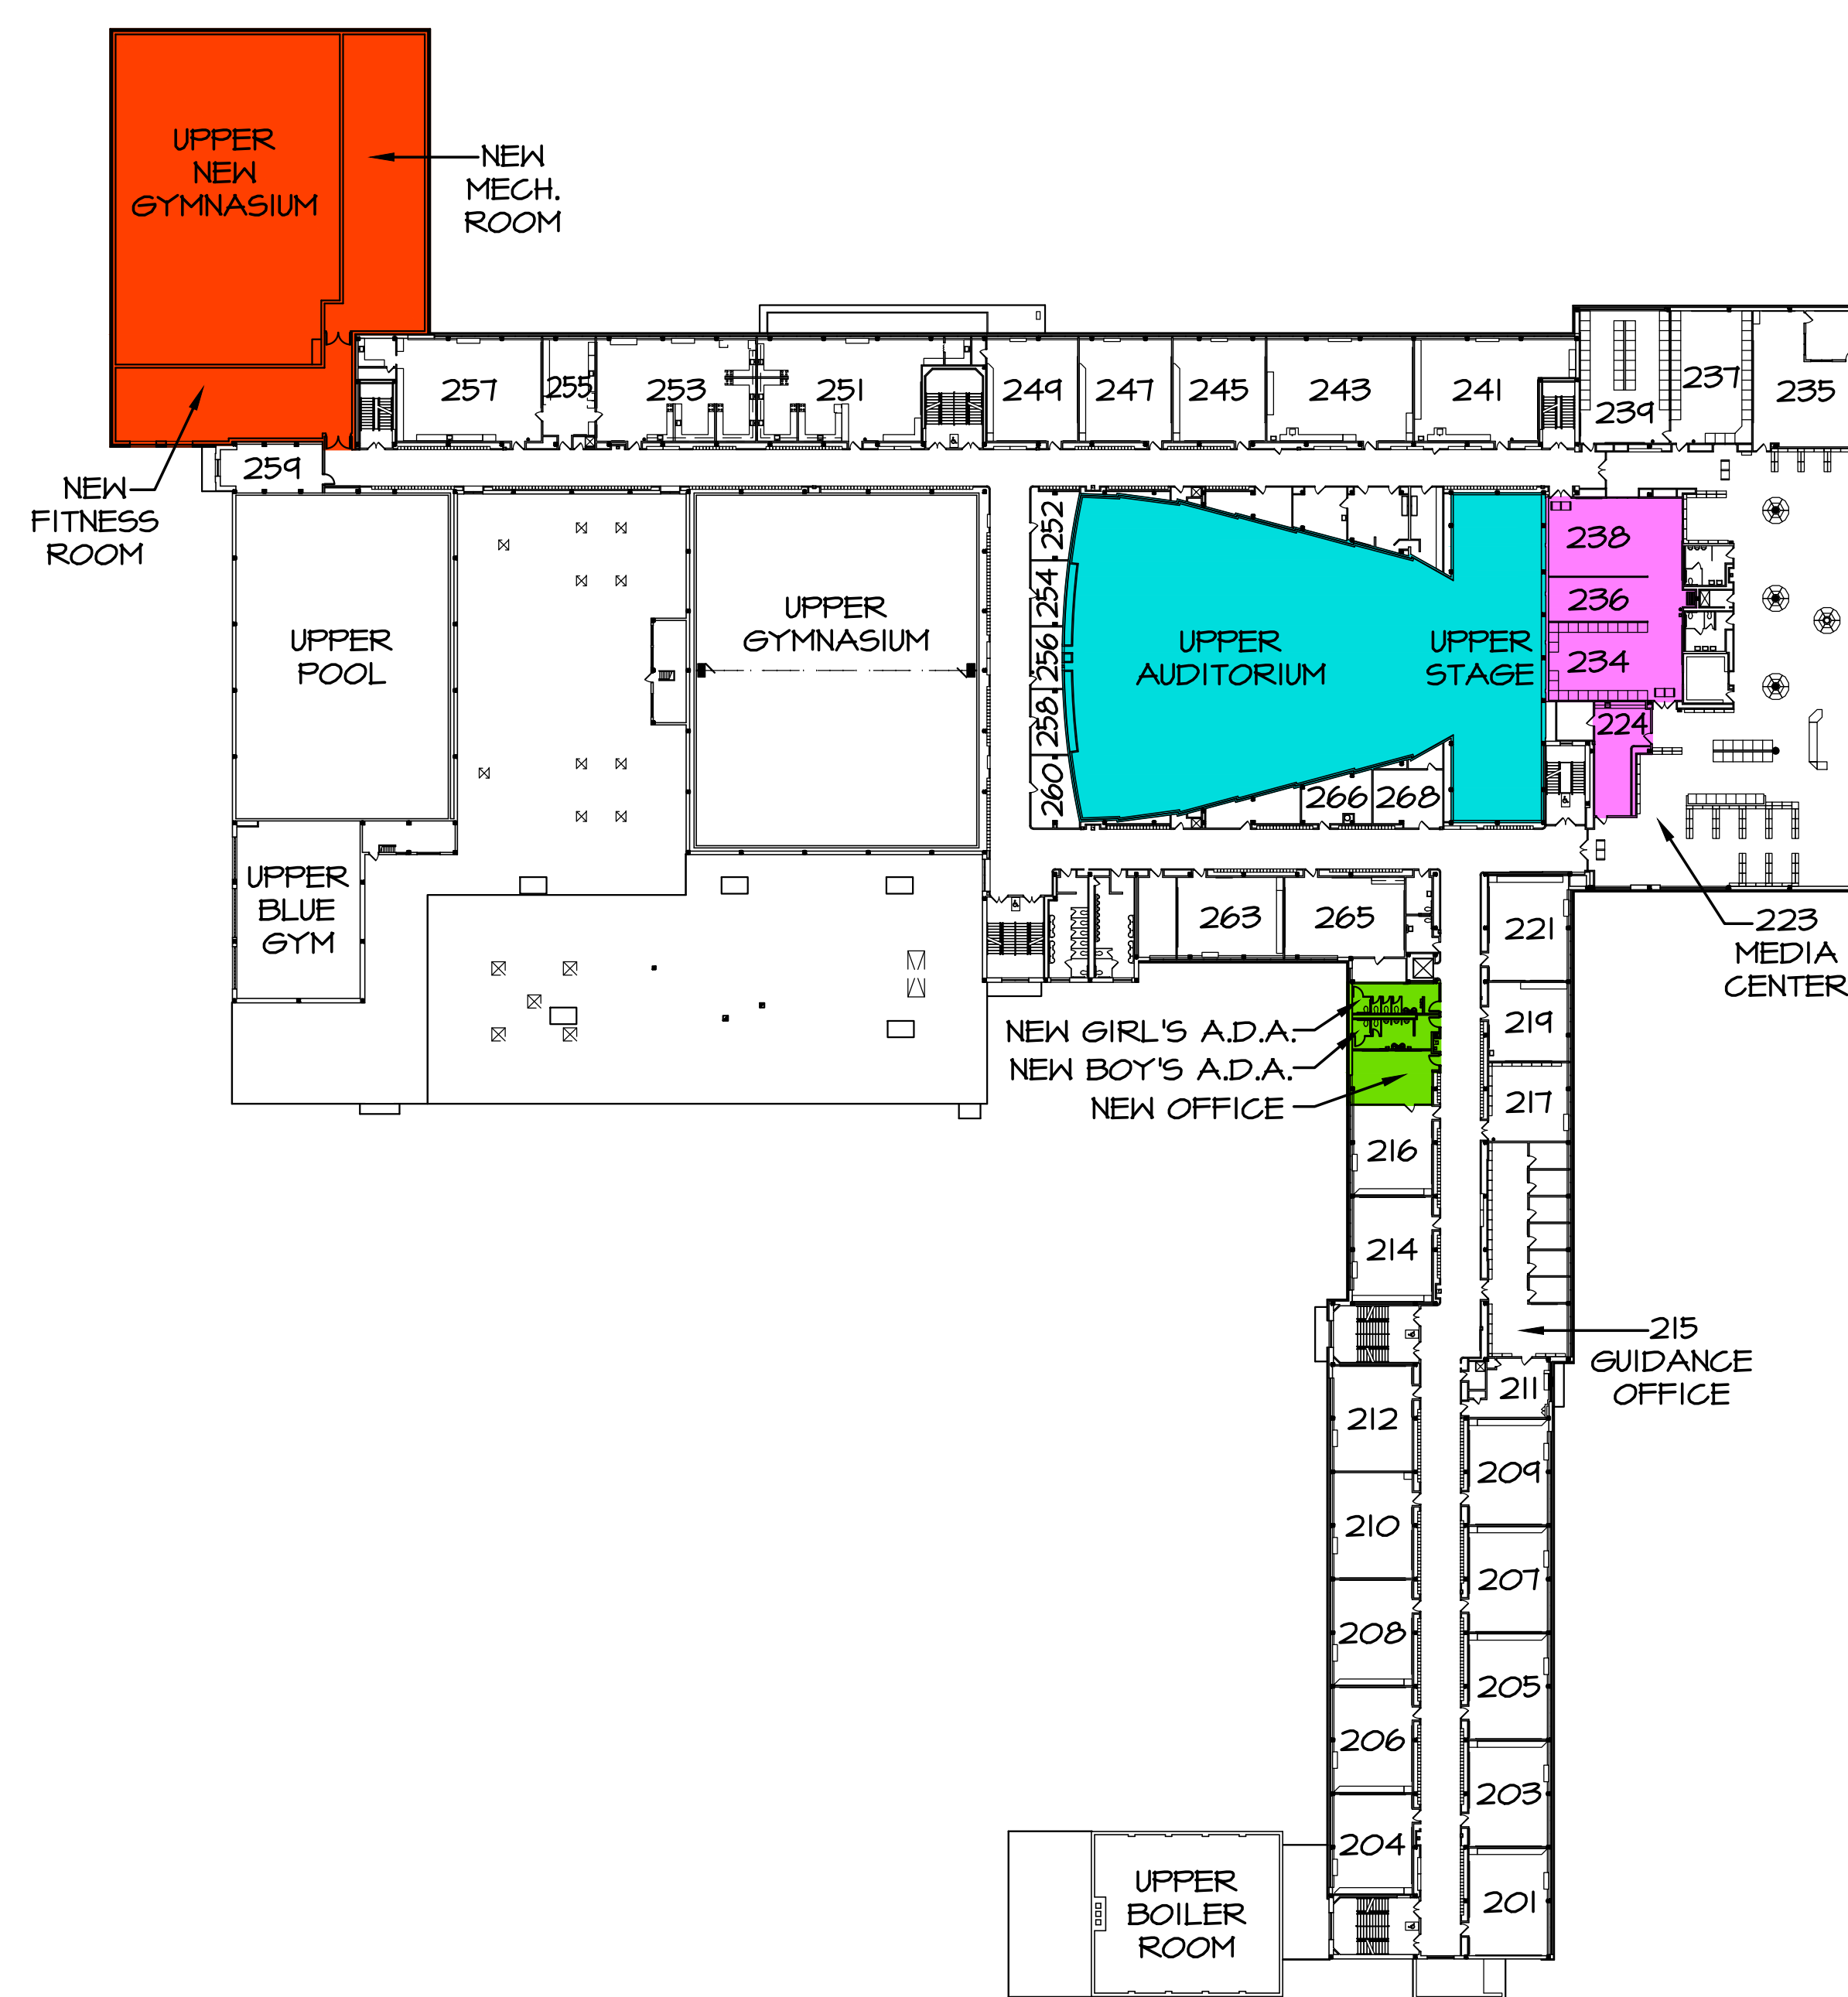 UPPER
NEW
GYMNASIUM
NEW
MECH.
ROOM
NEW
FITNESS
ROOM
257
255
253
251
249
247
245
243
241
239
237
235
259
UPPER
POOL
UPPER
GYMNASIUM
252
254
256
258
260
UPPER
AUDITORIUM
UPPER
STAGE
238
236
234
224
266
268
UPPER
BLUE
GYM
263
265
221
223
MEDIA
CENTER
219
217
NEW GIRL'S A.D.A.
NEW BOY'S A.D.A.
NEW OFFICE
216
214
215
GUIDANCE
OFFICE
211
212
209
210
207
208
205
206
203
204
201
UPPER
BOILER
ROOM